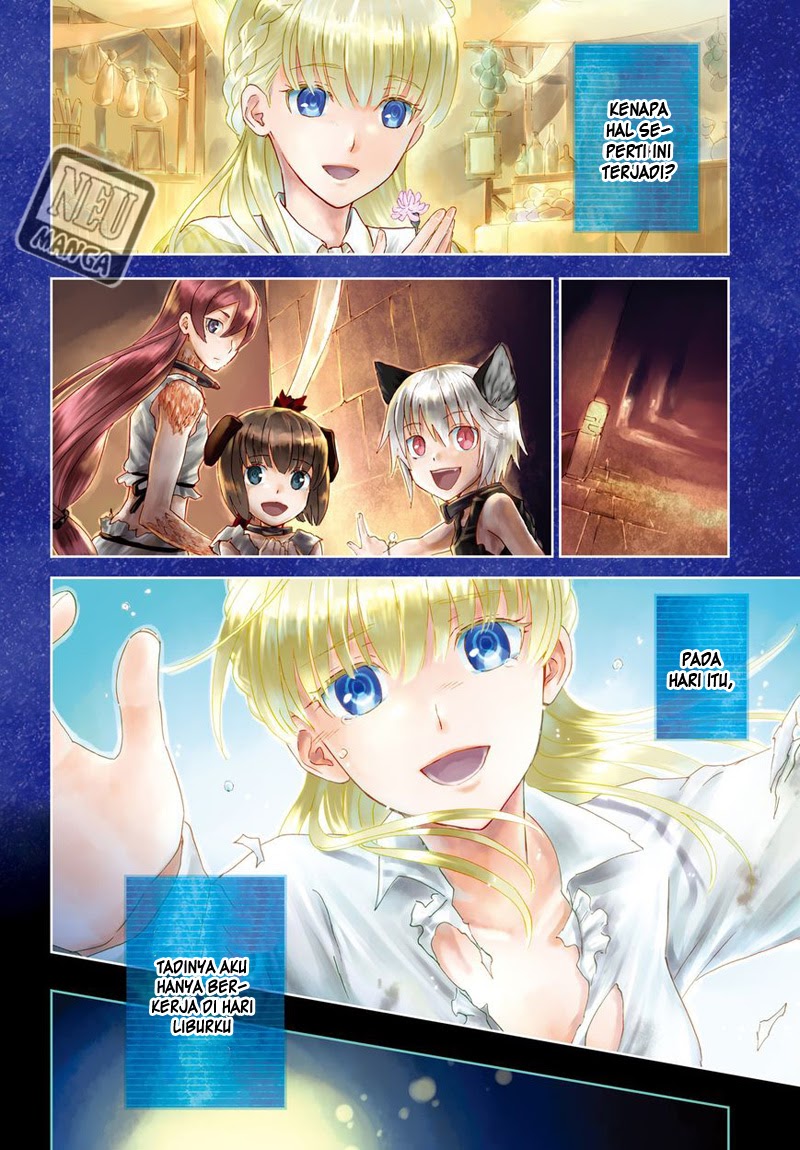 KENAPA
HAL SE-
PERTI INI
TERJADI?
NEU
MANGA
PADA
HARI ITU,
TADINYA AKU
HANYA BER-
KERJA DI HARI
LIBURKU